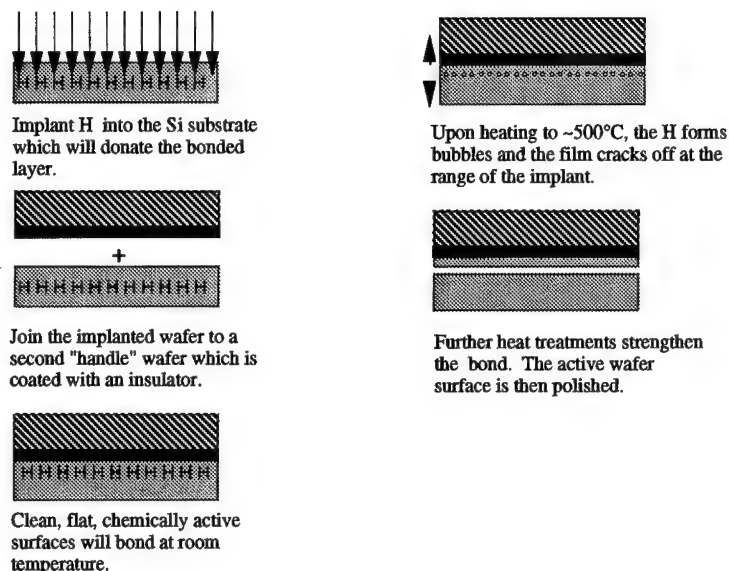 H H H H H H H H H H H
Implant H into the Si substrate
which will donate the bonded
layer.
+
H H H H H H H H H H H
Join the implanted wafer to a
second "handle" wafer which is
coated with an insulator.
H H H H H H H H H H H
Clean, flat, chemically active
surfaces will bond at room
temperature.
Upon heating to ~500°C, the H forms
bubbles and the film cracks off at the
range of the implant.
Further heat treatments strengthen
the bond. The active wafer
surface is then polished.